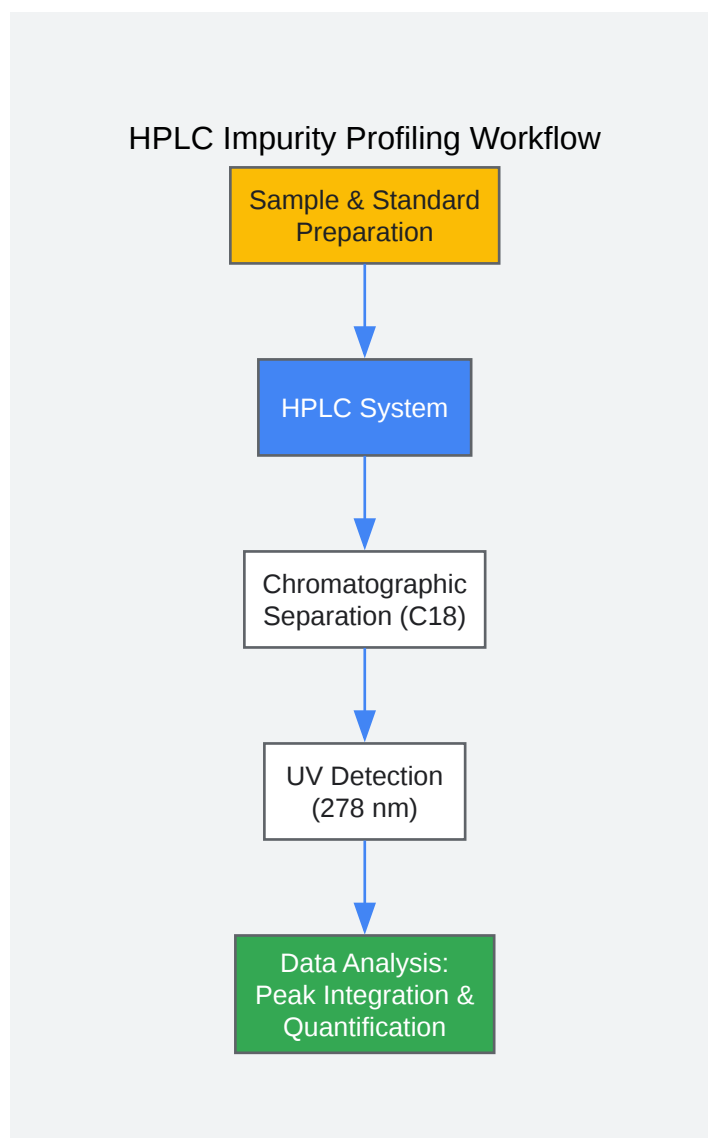 HPLC Impurity Profiling Workflow
Sample & Standard
Preparation
HPLC System
Chromatographic
Separation (C18)
UV Detection
(278 nm)
Data Analysis:
Peak Integration &
Quantification